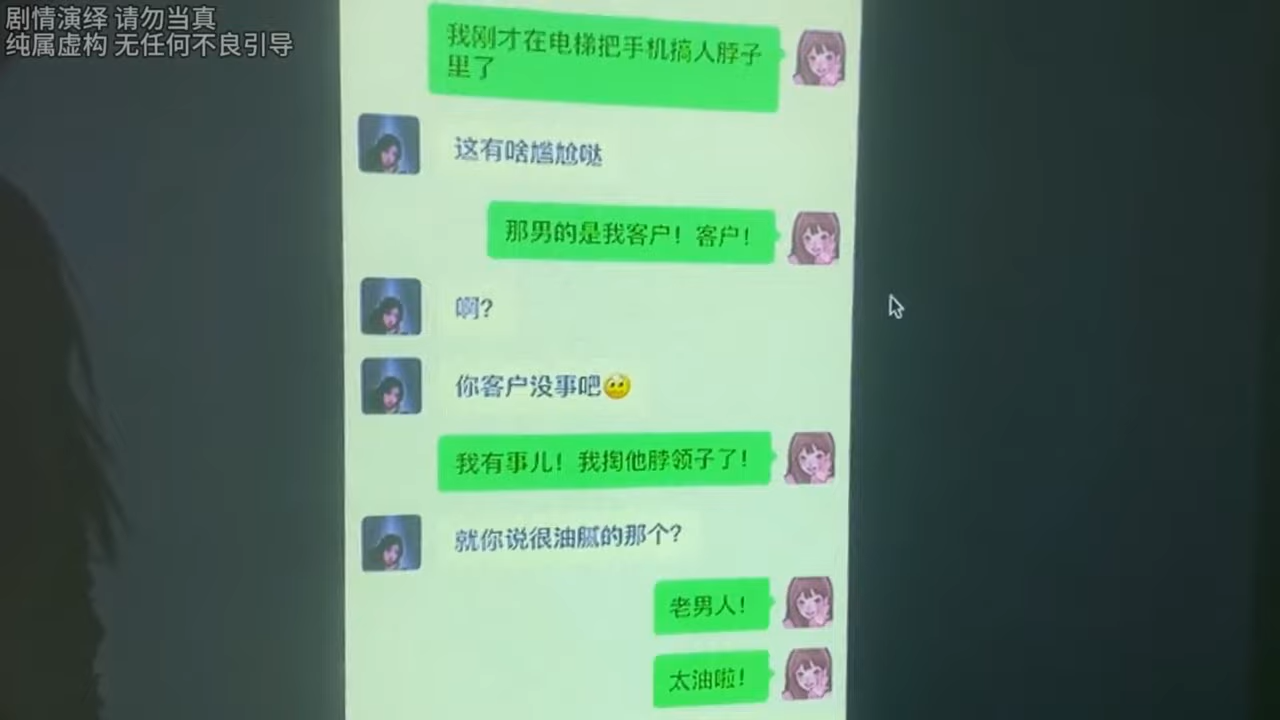 剧情演绎 请勿当真
纯属虚构 无任何不良引导
我刚才在电梯把手机搞人脖子
里了
这有啥尴尬哒
那男的是我客户！客户！
啊？
你客户没事吧
我有事儿！我掏他脖领子了！
就你说很油腻的那个？
老男人！
太油啦！